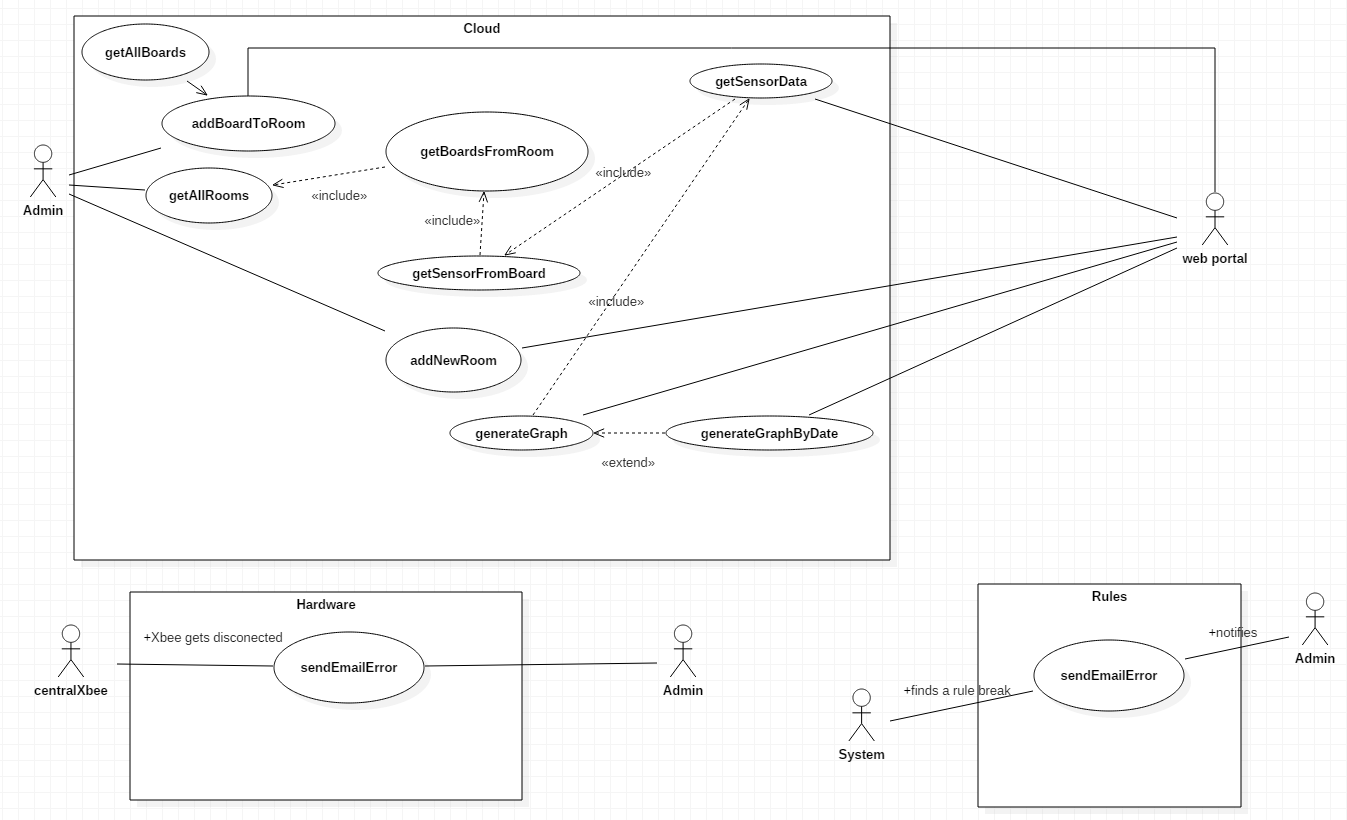 Cloud
getAllBoards
getSensorData
addBoardToRoom
getBoardsFromRoom
«include»
getAllRooms
«include»
Admin
«include»
web portal
getSensorFromBoard
«include»
addNewRoom
generateGraph
generateGraphByDate
«extend»
Hardware
+Xbee gets disconected
sendEmailError
centralXbee
Admin
Rules
+notifies
Admin
sendEmailError
+finds a rule break
System